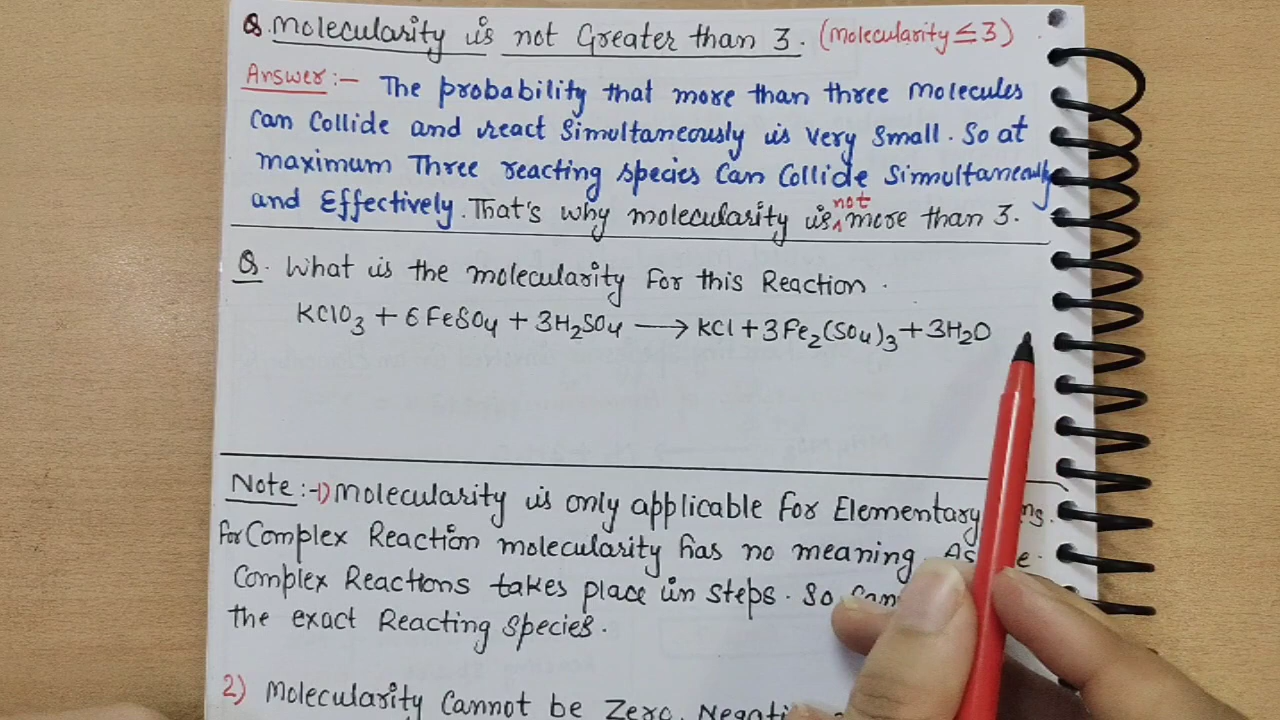 Q. Molecularity is not Greater than 3. (Molecularity ≤ 3)
Answer :- The probability that more than three molecules
can collide and react Simultaneously is very small. So at
maximum Three reacting species Can Collide Simmultaneously
and Effectively. That's why molecularity is not more than 3.
Q. What is the molecularity For this Reaction.
KClO₃ + 6FeSO₄ + 3H₂SO₄ ⟶ KCl + 3Fe₂(SO₄)₃ + 3H₂O
Note :- 1) Molecularity is only applicable for Elementary
For Complex Reaction molecularity has no meaning. As
Complex Reactions takes place in steps. So
the exact Reacting Species.
2) Molecularity Cannot be Zero,